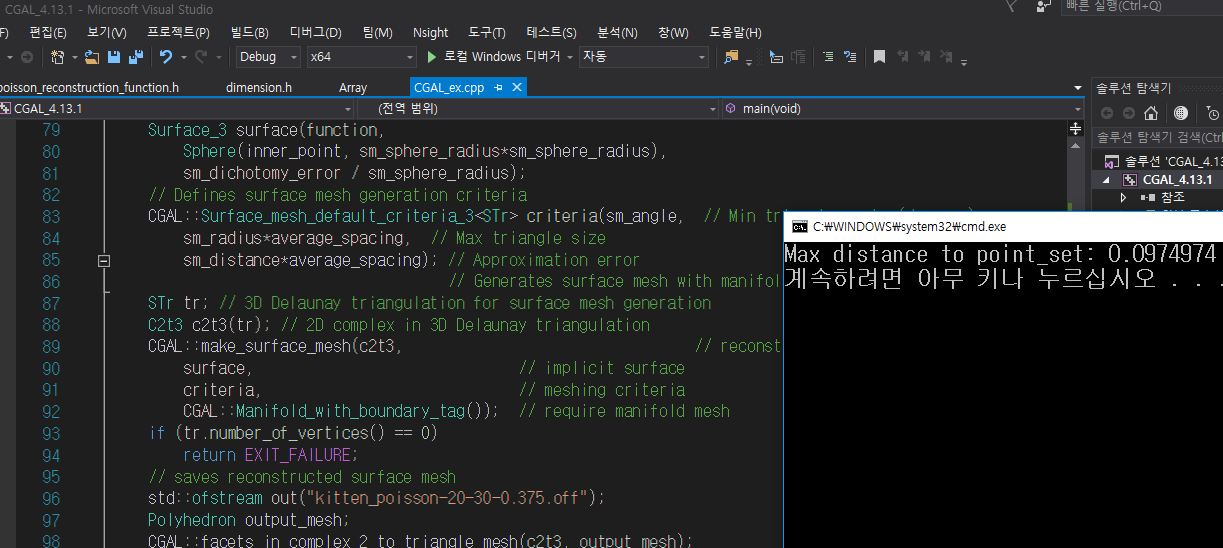 CGAL_4.13.1 - Microsoft Visual Studio
빠른 실행(Ctrl+Q)
F) 편집(E) 보기(V) 프로젝트(P) 빌드(B) 디버그(D) 팀(M) Nsight 도구(T) 테스트(S) 분석(N) 창(W) 도움말(H)
Debug x64 로컬 Windows 디버거 자동
poisson_reconstruction_function.h dimension.h Array CGAL_ex.cpp
CGAL_4.13.1 (전역 범위) main(void)
79 Surface_3 surface(function,
80 Sphere(inner_point, sm_sphere_radius*sm_sphere_radius),
81 sm_dichotomy_error / sm_sphere_radius);
82 // Defines surface mesh generation criteria
83 CGAL::Surface_mesh_default_criteria_3<STr> criteria(sm_angle, // Min
84 sm_radius*average_spacing, // Max triangle size
85 sm_distance*average_spacing); // Approximation error
86 // Generates surface mesh with manifol
87 STr tr; // 3D Delaunay triangulation for surface mesh generation
88 C2t3 c2t3(tr); // 2D complex in 3D Delaunay triangulation
89 CGAL::make_surface_mesh(c2t3, // reconst
90 surface, // implicit surface
91 criteria, // meshing criteria
92 CGAL::Manifold_with_boundary_tag()); // require manifold mesh
93 if (tr.number_of_vertices() == 0)
94 return EXIT_FAILURE;
95 // saves reconstructed surface mesh
96 std::ofstream out("kitten_poisson-20-30-0.375.off");
97 Polyhedron output_mesh;
98 CGAL::facets_in_complex_2_to_triangle_mesh(c2t3, output_mesh);
솔루션 탐색기
솔루션 탐색기 검색(Ctrl
솔루션 'CGAL_4.13
CGAL_4.13.1
참조
C:₩WINDOWS₩system32₩cmd.exe
Max distance to point_set: 0.0974974
계속하려면 아무 키나 누르십시오 . . .